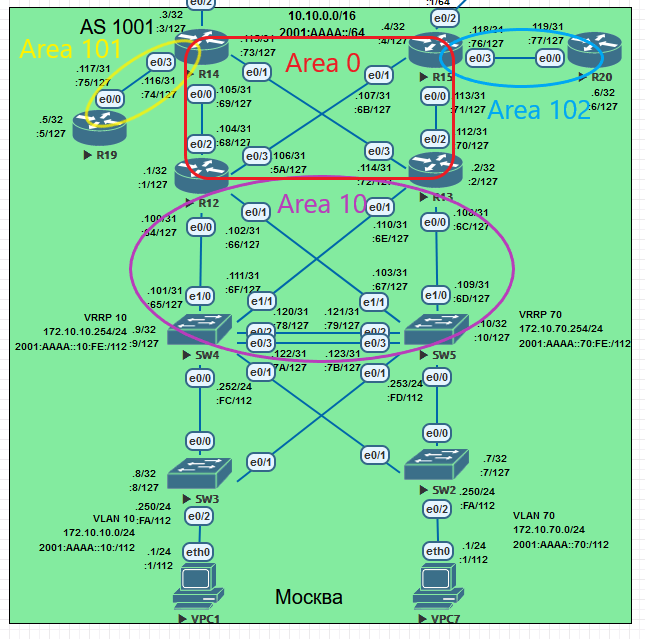 e0/2
:1/64
e0/2
AS 1001
.3/32
:3/127
10.10.0.0/16
2001:AAAA::/64
.4/32
:4/127
.118/31
:76/127
.119/31
:77/127
Area 101
:73/127
Area 0
R14
R15
R20
.6/32
:6/127
.117/31
:75/127
e0/3
.116/31
:74/127
e0/0
.5/32
:5/127
R19
e0/1
e0/1
e0/3
e0/0
e0/0
.105/31
:69/127
.107/31
:6B/127
e0/0
.113/31
:71/127
Area 102
.104/31
:68/127
e0/2
.112/31
:70/127
e0/2
e0/3
.106/31
:5A/127
e0/3
.114/31
:72/127
.1/32
:1/127
R12
.2/32
:2/127
R13
Area 10
e0/0
e0/1
e0/1
e0/0
.102/31
:66/127
.110/31
:6E/127
:6C/127
.101/31
:65/127
e1/0
.111/31
:6F/127
e1/1
.103/31
:67/127
e1/1
e1/0
.109/31
:6D/127
VRRP 10
172.10.10.254/24
2001:AAAA::10:FE:/112
.9/32
:9/127
SW4
.120/31
:78/127
.121/31
:79/127
e0/2
e0/2
e0/3
e0/3
.122/31
:7A/127
.123/31
:7B/127
.10/32
:10/127
SW5
VRRP 70
172.10.70.254/24
2001:AAAA::70:FE:/112
e0/0
e0/1
e0/1
e0/0
.252/24
:FC/112
.253/24
:FD/112
e0/0
e0/1
e0/1
e0/0
.8/32
:8/127
SW3
.7/32
:7/127
SW2
.250/24
:FA/112
e0/2
VLAN 10
172.10.10.0/24
2001:AAAA::10:/112
.250/24
:FA/112
e0/2
VLAN 70
172.10.70.0/24
2001:AAAA::70:/112
.1/24
:1/112
eth0
.1/24
:1/112
eth0
VPC1
Москва
VPC7